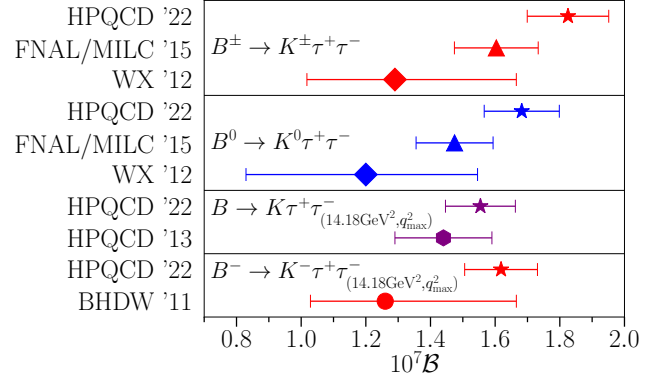 HPQCD '22
FNAL/MILC '15 B± → K±τ+τ−
WX '12
HPQCD '22
FNAL/MILC '15 B0 → K0τ+τ−
WX '12
HPQCD '22 B → Kτ+τ−(14.18GeV2,q2max)
HPQCD '13
HPQCD '22 B− → K−τ+τ−(14.18GeV2,q2max)
BHDW '11
0.8 1.0 1.2 1.4 1.6 1.8 2.0
107ℬ